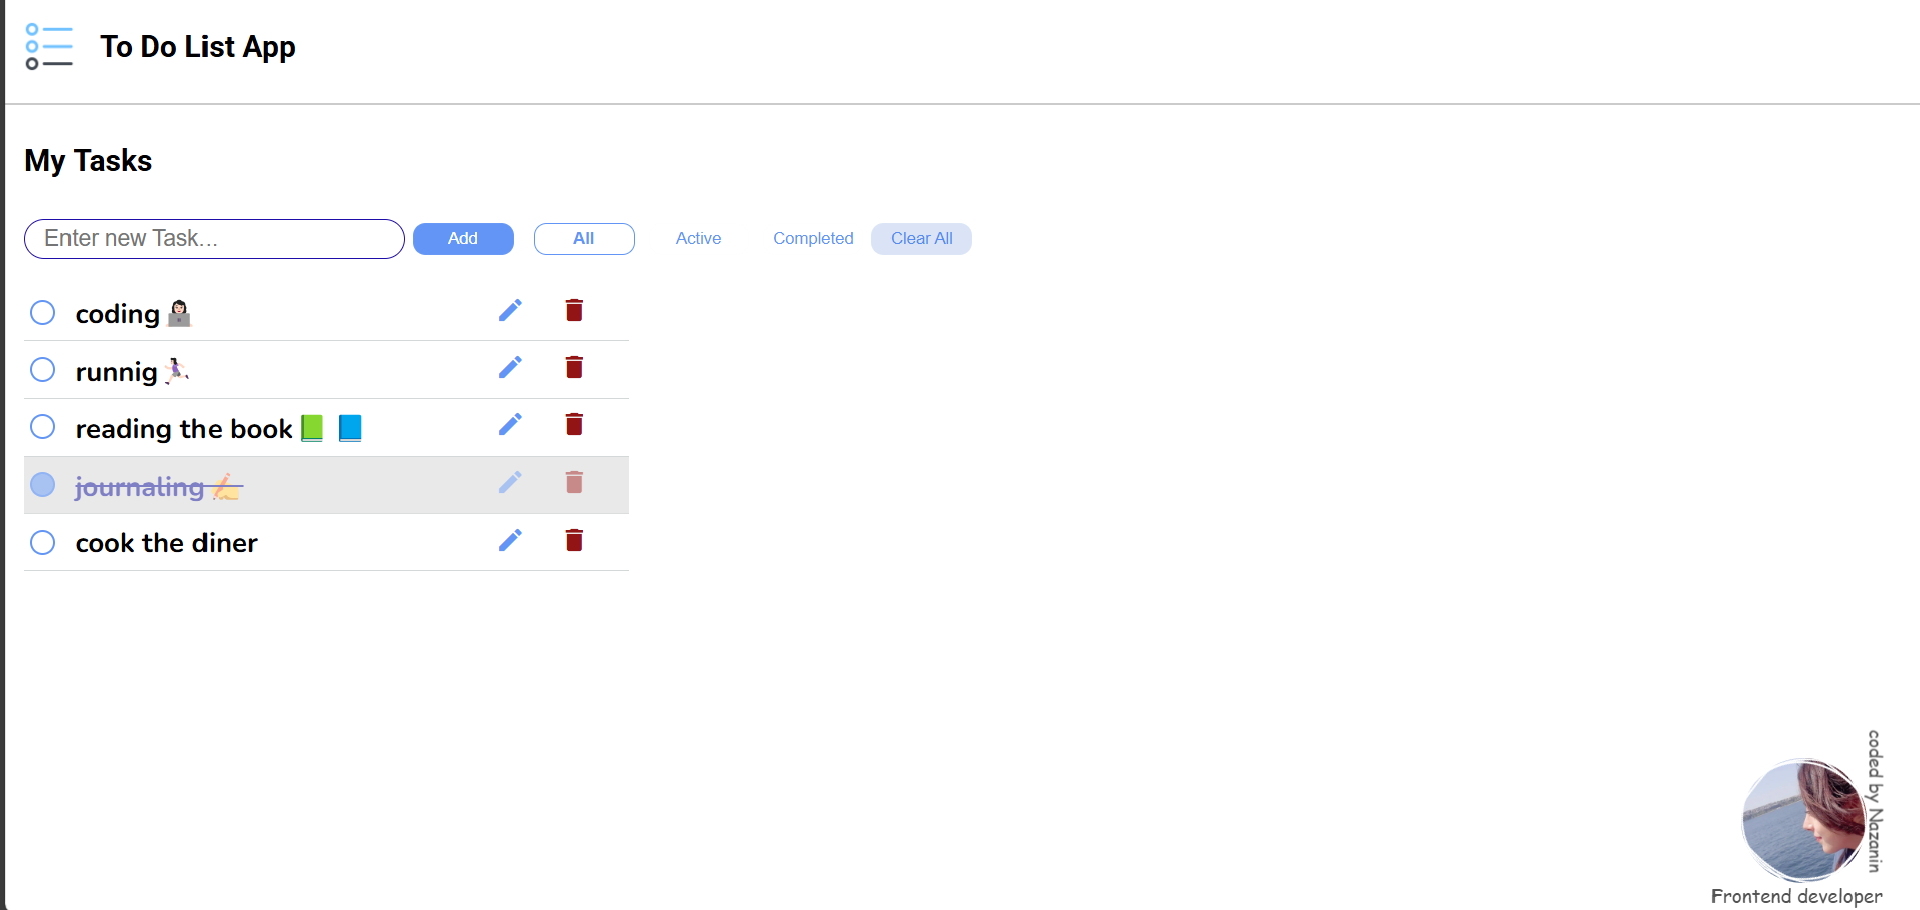 To Do List App
My Tasks
Enter new Task... Add All Active Completed Clear All
coding 👩🏻‍💻
runnig 🏃🏻‍♀️
reading the book 📗 📘
journaling ✍🏻
cook the diner
coded by Nazanin
Frontend developer